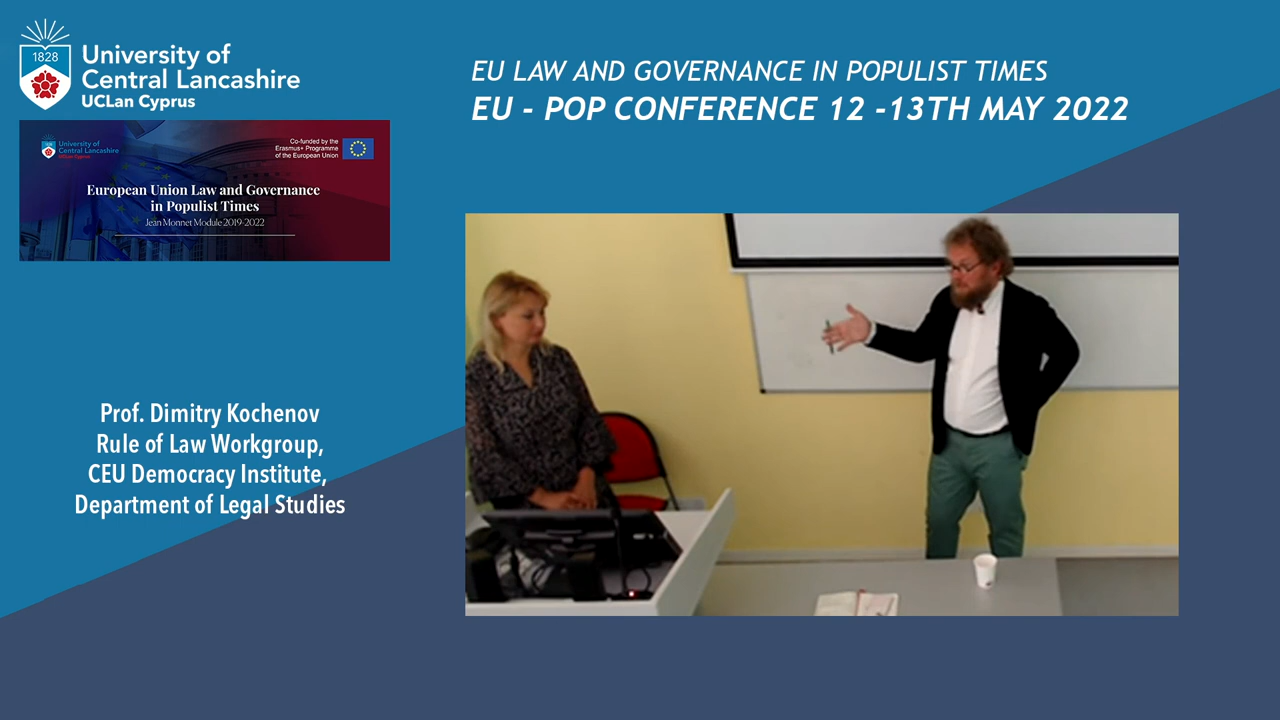 1828
University of
Central Lancashire
UCLan Cyprus
EU LAW AND GOVERNANCE IN POPULIST TIMES
EU - POP CONFERENCE 12 -13TH MAY 2022
University of
Central Lancashire
UCLan Cyprus
Co-funded by the
Erasmus+ Programme
of the European Union
European Union Law and Governance
in Populist Times
Jean Monnet Module 2019-2022
Prof. Dimitry Kochenov
Rule of Law Workgroup,
CEU Democracy Institute,
Department of Legal Studies